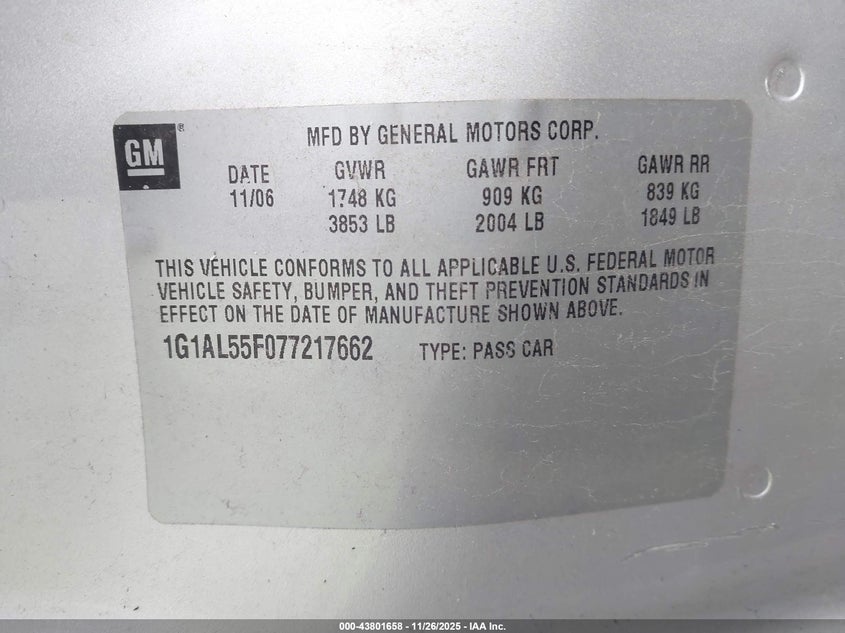 GM®
MFD BY GENERAL MOTORS CORP.
DATE GVWR GAWR FRT GAWR RR
11/06 1748 KG 909 KG 839 KG
3853 LB 2004 LB 1849 LB
THIS VEHICLE CONFORMS TO ALL APPLICABLE U.S. FEDERAL MOTOR
VEHICLE SAFETY, BUMPER, AND THEFT PREVENTION STANDARDS IN
EFFECT ON THE DATE OF MANUFACTURE SHOWN ABOVE.
1G1AL55F077217662 TYPE: PASS CAR
000-43801658 - 11/26/2025 - IAA Inc.